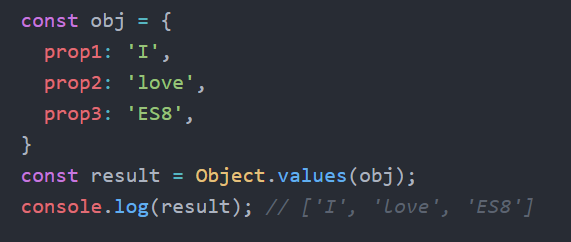 const obj = {
  prop1: 'I',
  prop2: 'love',
  prop3: 'ES8',
}
const result = Object.values(obj);
console.log(result); // ['I', 'love', 'ES8']